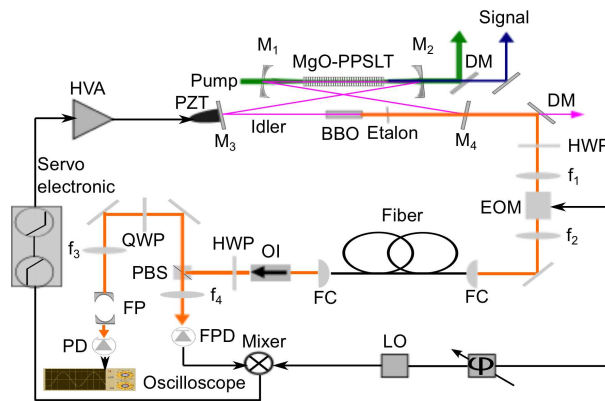 Signal
M1
M2
DM
MgO-PPSLT
Pump
HVA
PZT
DM
M3
Idler
BBO
Etalon
M4
HWP
f1
Servo
electronic
EOM
Fiber
QWP
f3
HWP
OI
f2
PBS
f4
FC
FC
FP
PD
FPD
Mixer
LO
φ
Oscilloscope